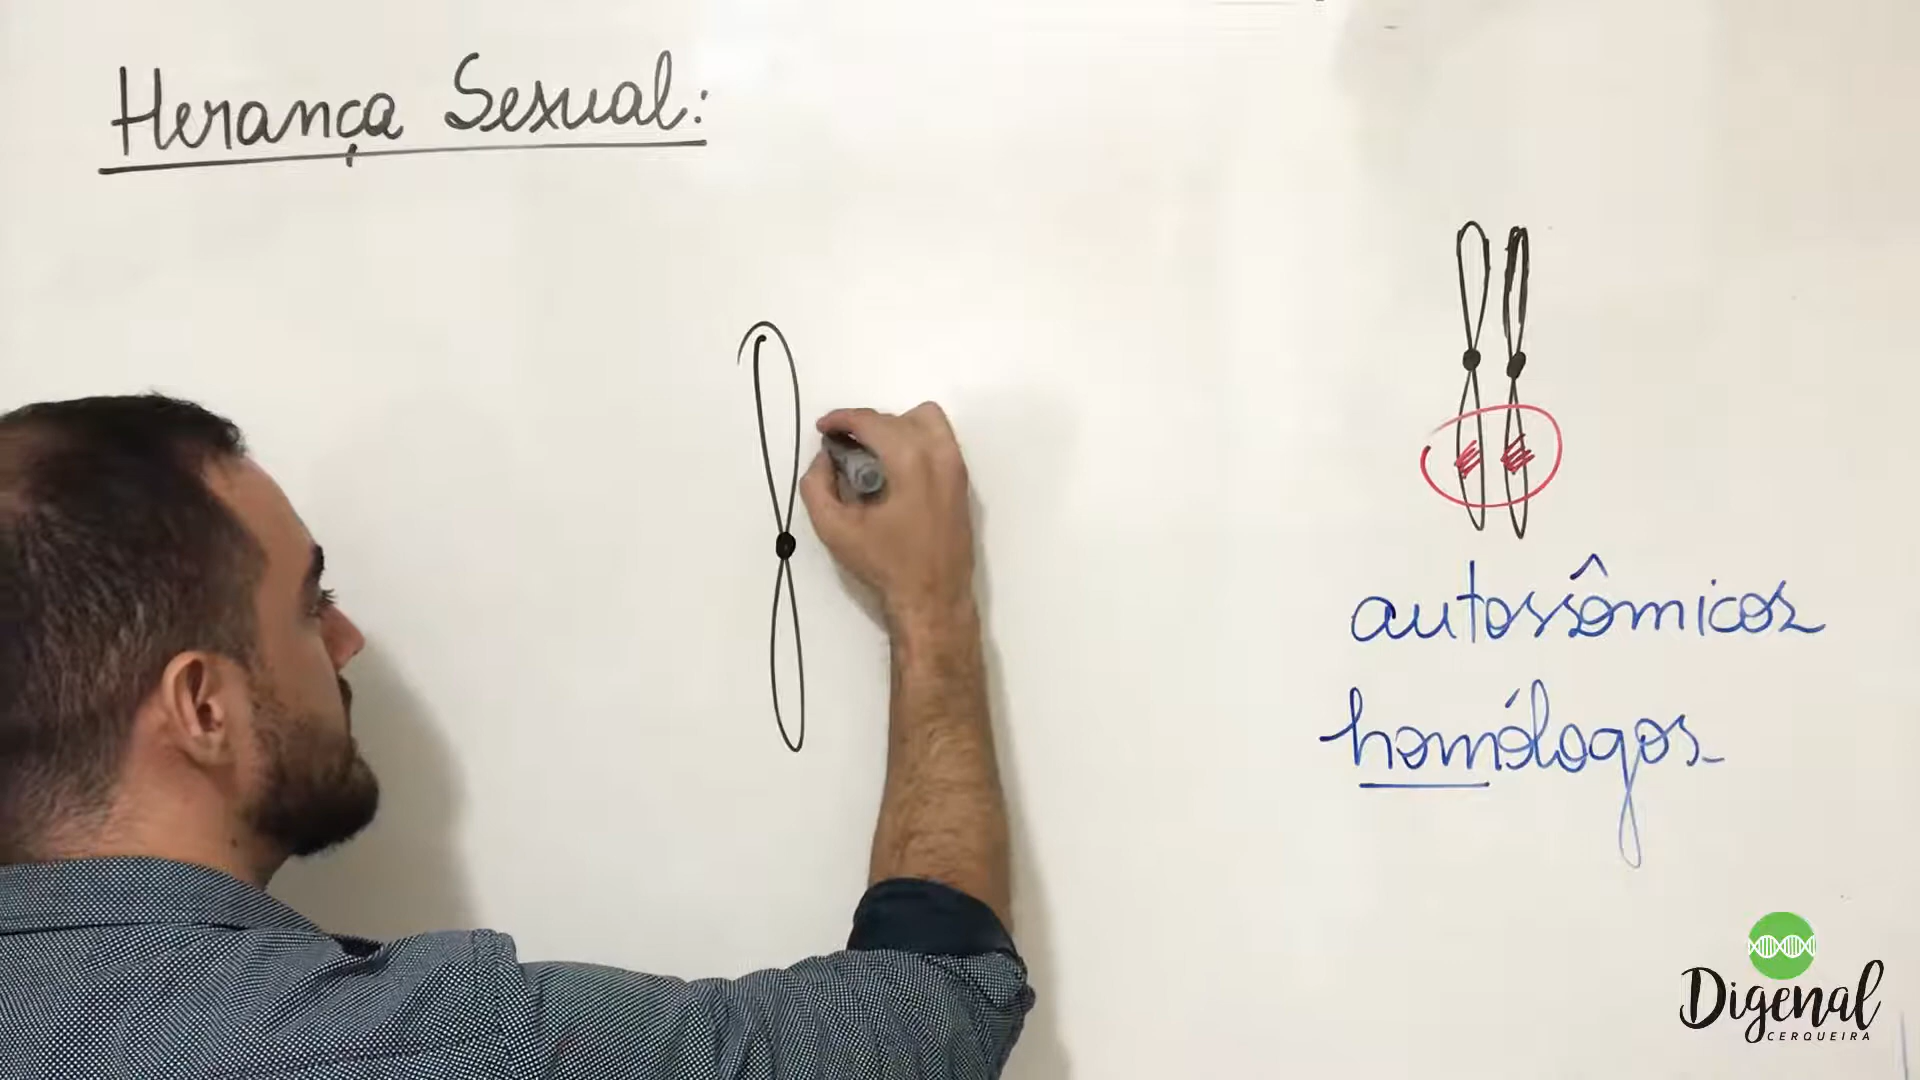 Herança Sexual:
autossômicos
homólogos
Digenal
CERQUEIRA